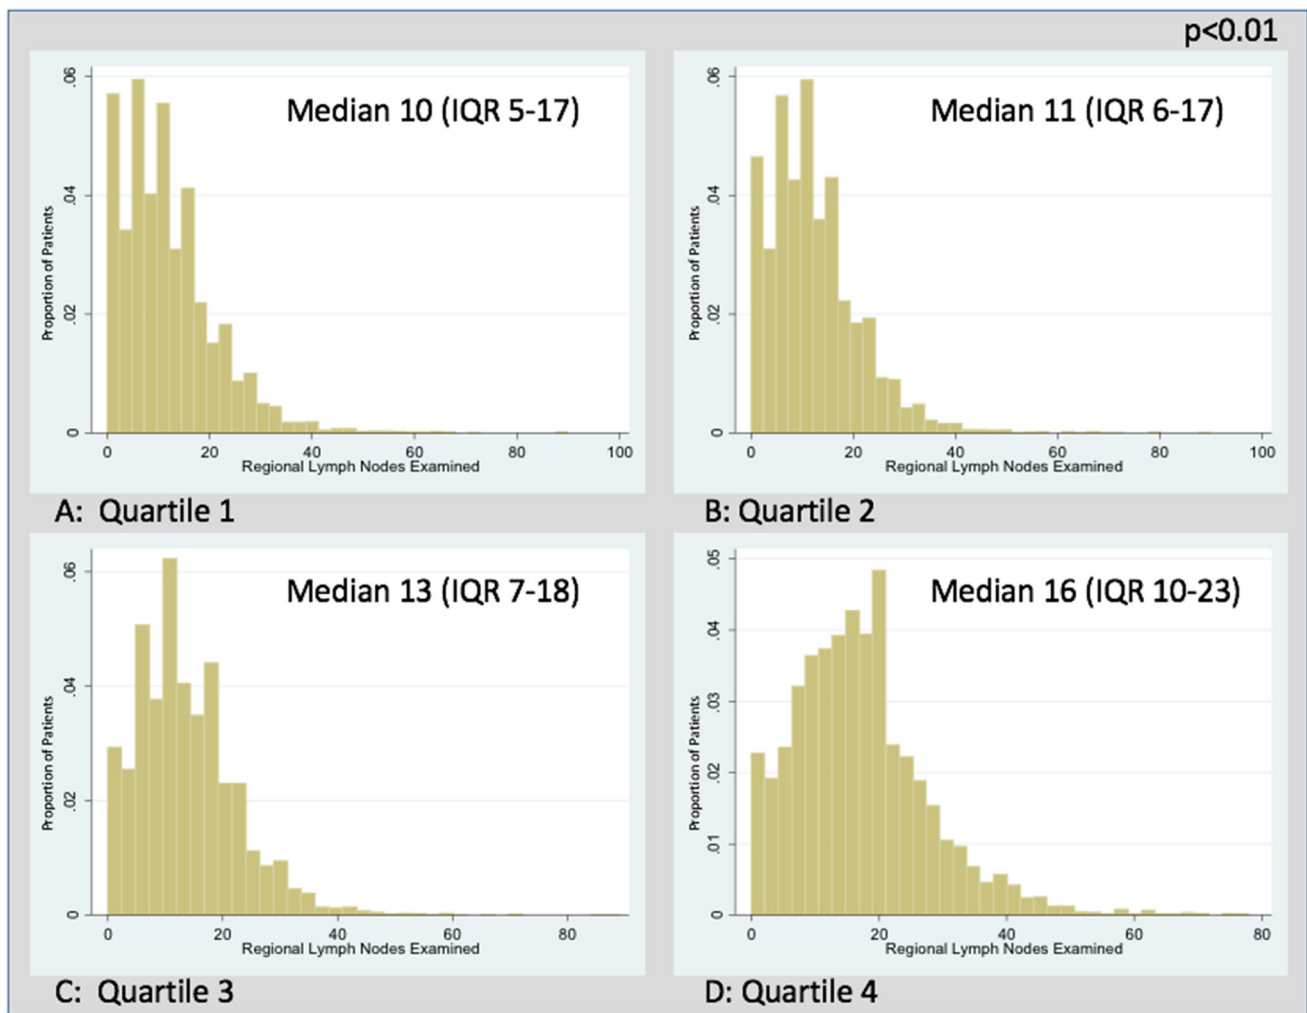 p<0.01
Median 10 (IQR 5-17)
Proportion of Patients
.06
.04
.02
0
0 20 40 60 80 100
Regional Lymph Nodes Examined
A: Quartile 1
Median 11 (IQR 6-17)
Proportion of Patients
.06
.04
.02
0
0 20 40 60 80 100
Regional Lymph Nodes Examined
B: Quartile 2
Median 13 (IQR 7-18)
Proportion of Patients
.06
.04
.02
0
0 20 40 60 80
Regional Lymph Nodes Examined
C: Quartile 3
Median 16 (IQR 10-23)
Proportion of Patients
.05
.04
.03
.02
.01
0
0 20 40 60 80
Regional Lymph Nodes Examined
D: Quartile 4